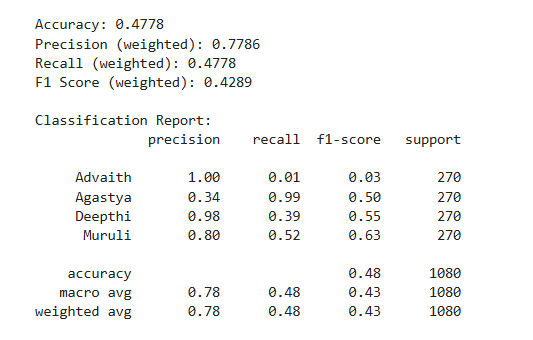 Accuracy: 0.4778
Precision (weighted): 0.7786
Recall (weighted): 0.4778
F1 Score (weighted): 0.4289
Classification Report:
precision recall f1-score support
Advaith 1.00 0.01 0.03 270
Agastya 0.34 0.99 0.50 270
Deepthi 0.98 0.39 0.55 270
Muruli 0.80 0.52 0.63 270
accuracy 0.48 1080
macro avg 0.78 0.48 0.43 1080
weighted avg 0.78 0.48 0.43 1080